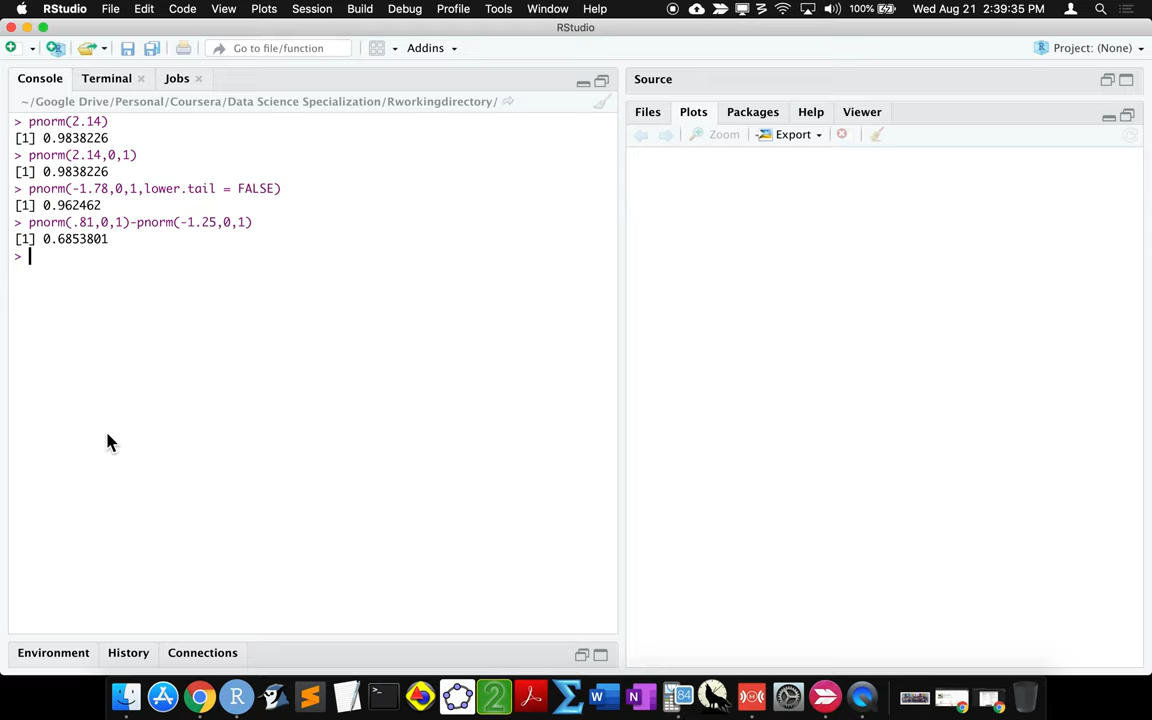 RStudio File Edit Code View Plots Session Build Debug Profile Tools Window Help 100% Wed Aug 21 2:39:35 PM
RStudio
Go to file/function Addins Project: (None)
Console Terminal Jobs Source
~/Google Drive/Personal/Coursera/Data Science Specialization/Rworkingdirectory/
Files Plots Packages Help Viewer
Zoom Export
> pnorm(2.14)
[1] 0.9838226
> pnorm(2.14,0,1)
[1] 0.9838226
> pnorm(-1.78,0,1,lower.tail = FALSE)
[1] 0.962462
> pnorm(.81,0,1)-pnorm(-1.25,0,1)
[1] 0.6853801
>
Environment History Connections
R 2 W N 84